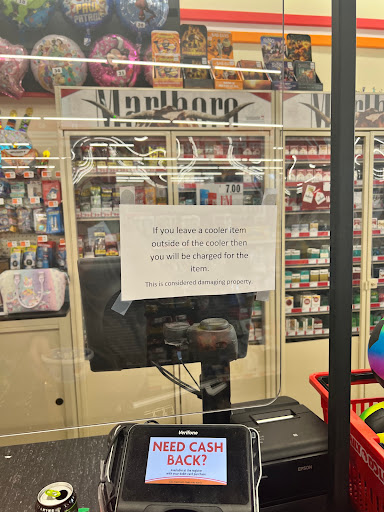 PATROL
Marlboro
7.00
If you leave a cooler item
outside of the cooler then
you will be charged for the
item.
This is considered damaging property
Verifone
NEED CASH
BACK?
EPSON